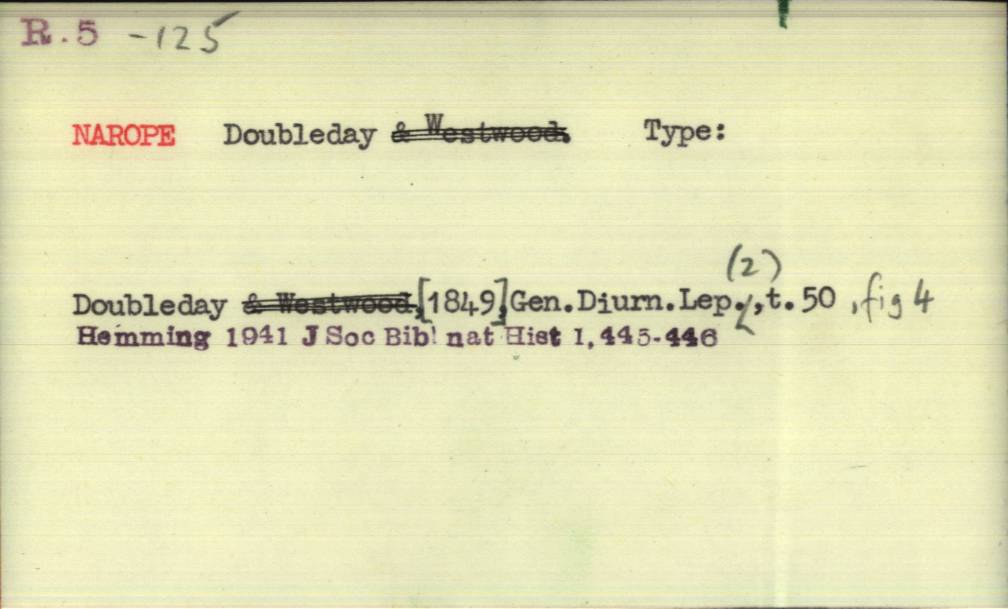 R.5 -125
NAROPE Doubleday & Westwood. Type:
(2)
Doubleday & Westwood,[1849]Gen.Diurn.Lep.,t.50 ,fig 4
Hemming 1941 J Soc Bibl nat Hist 1,445-446